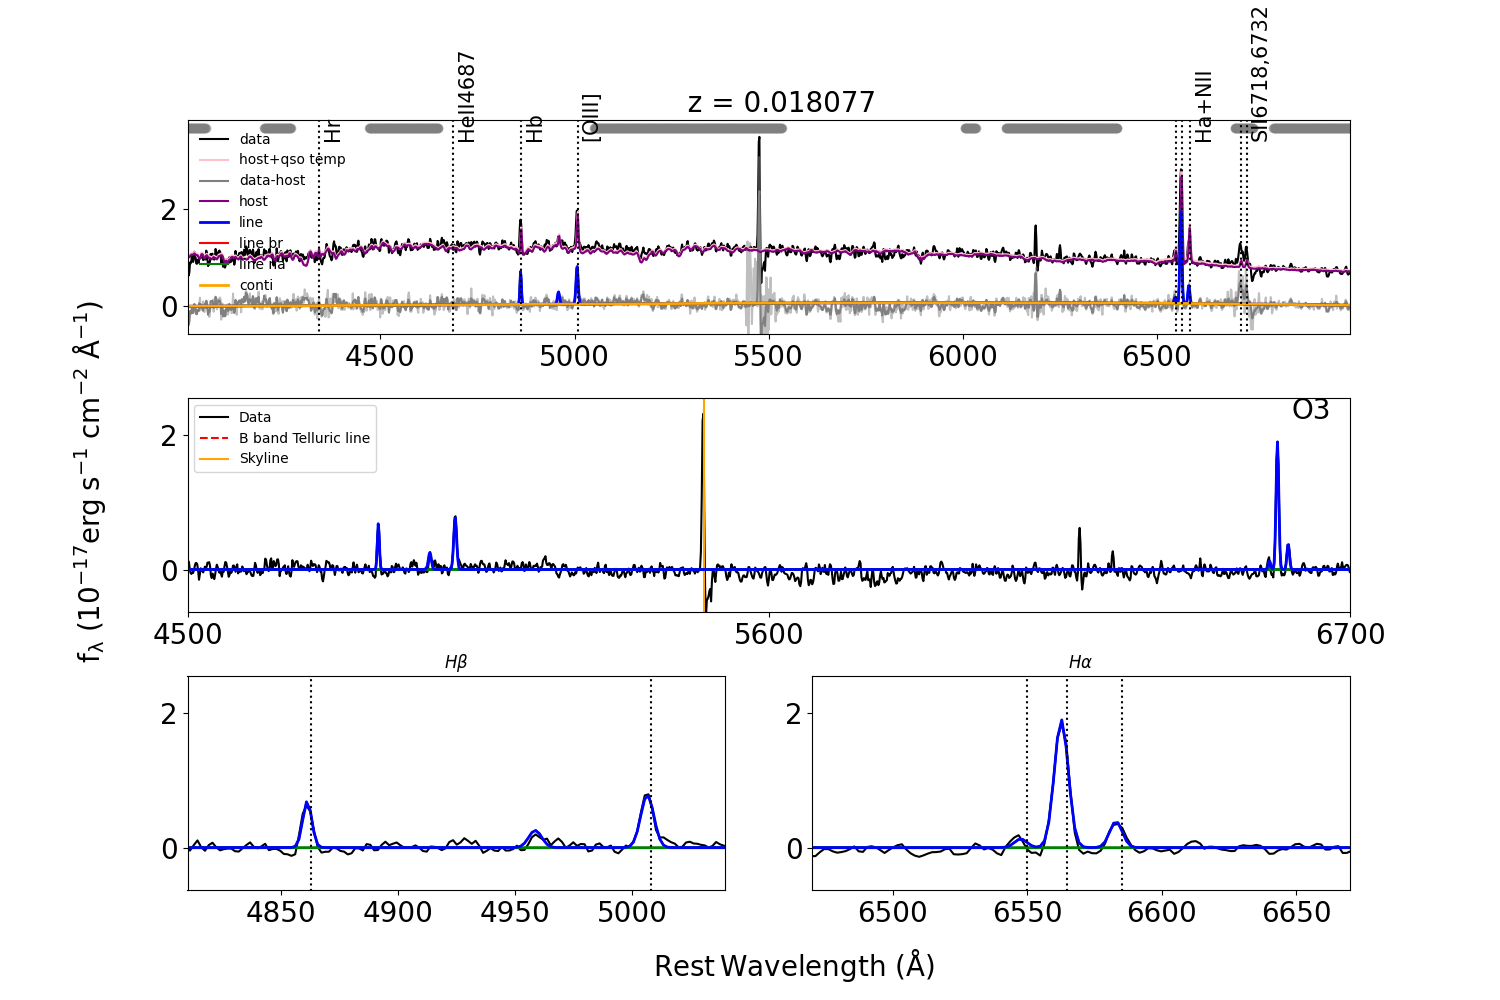 z = 0.018077
Hr
HeII4687
Hb
[OIII]
Ha+NII
SII6718,6732
data
host+qso temp
data-host
host
line
line br
line na
conti
2
0
4500 5000 5500 6000 6500
O3
Data
B band Telluric line
Skyline
2
0
4500 5600 6700
fλ (10⁻¹⁷erg s⁻¹ cm⁻² Å⁻¹)
Hβ
2
0
4850 4900 4950 5000
Hα
2
0
6500 6550 6600 6650
Rest Wavelength (Å)